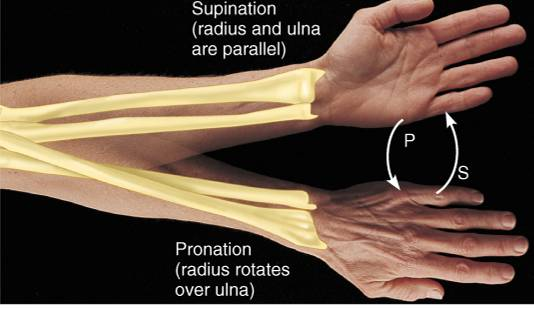 Supination
(radius and ulna
are parallel)
P
S
Pronation
(radius rotates
over ulna)